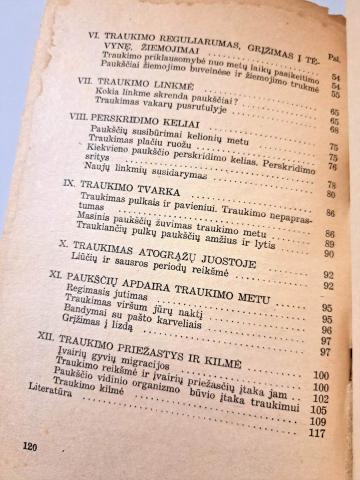 Pal.
VI. TRAUKIMO REGULIARUMAS, GRĮŽIMAS Į TĖ-
VYNĘ. ŽIEMOJIMAI 54
Traukimo priklausomybė nuo metų laikų pasikeitimo 54
Paukščių žiemojimo buveinėse ir žiemojimo trukmė 55
VII. TRAUKIMO LINKMĖ 65
Kokia linkme skrenda paukščiai? 65
Traukimas vakarų pusrutulyje 68
VIII. PERSKRIDIMO KELIAI
Paukščių susibūrimai kelionių metu 75
Traukimas plačiu ruožu 75
Kiekvieno paukščio perskridimo kelias. Perskridimo 76
sritys 78
Naujų linkmių susidarymas 80
IX. TRAUKIMO TVARKA
Traukimas pulkais ir pavieniui. Traukimo nepapras-
tumas 86
Masinis paukščių žuvimas traukimo metu 86
Traukiančių pulkų paukščių amžius ir lytis 89
90
X. TRAUKIMAS ATOGRĄŽŲ JUOSTOJE
Liūčių ir sausros periodų reikšmė 92
92
XI. PAUKŠČIŲ APDAIRA TRAUKIMO METU
Regimasis jutimas 95
Traukimas viršum jūrų naktį 95
Bandymai su pašto karveliais 96
Grįžimas į lizdą 97
97
XII. TRAUKIMO PRIEŽASTYS IR KILMĖ
Įvairių gyvių migracijos 100
Traukimo reikšmė ir įvairių priežasčių įtaka jam 100
Paukščio vidinio organizmo būvio įtaka traukimui 102
Traukimo kilmė 105
Literatūra 109
117
120